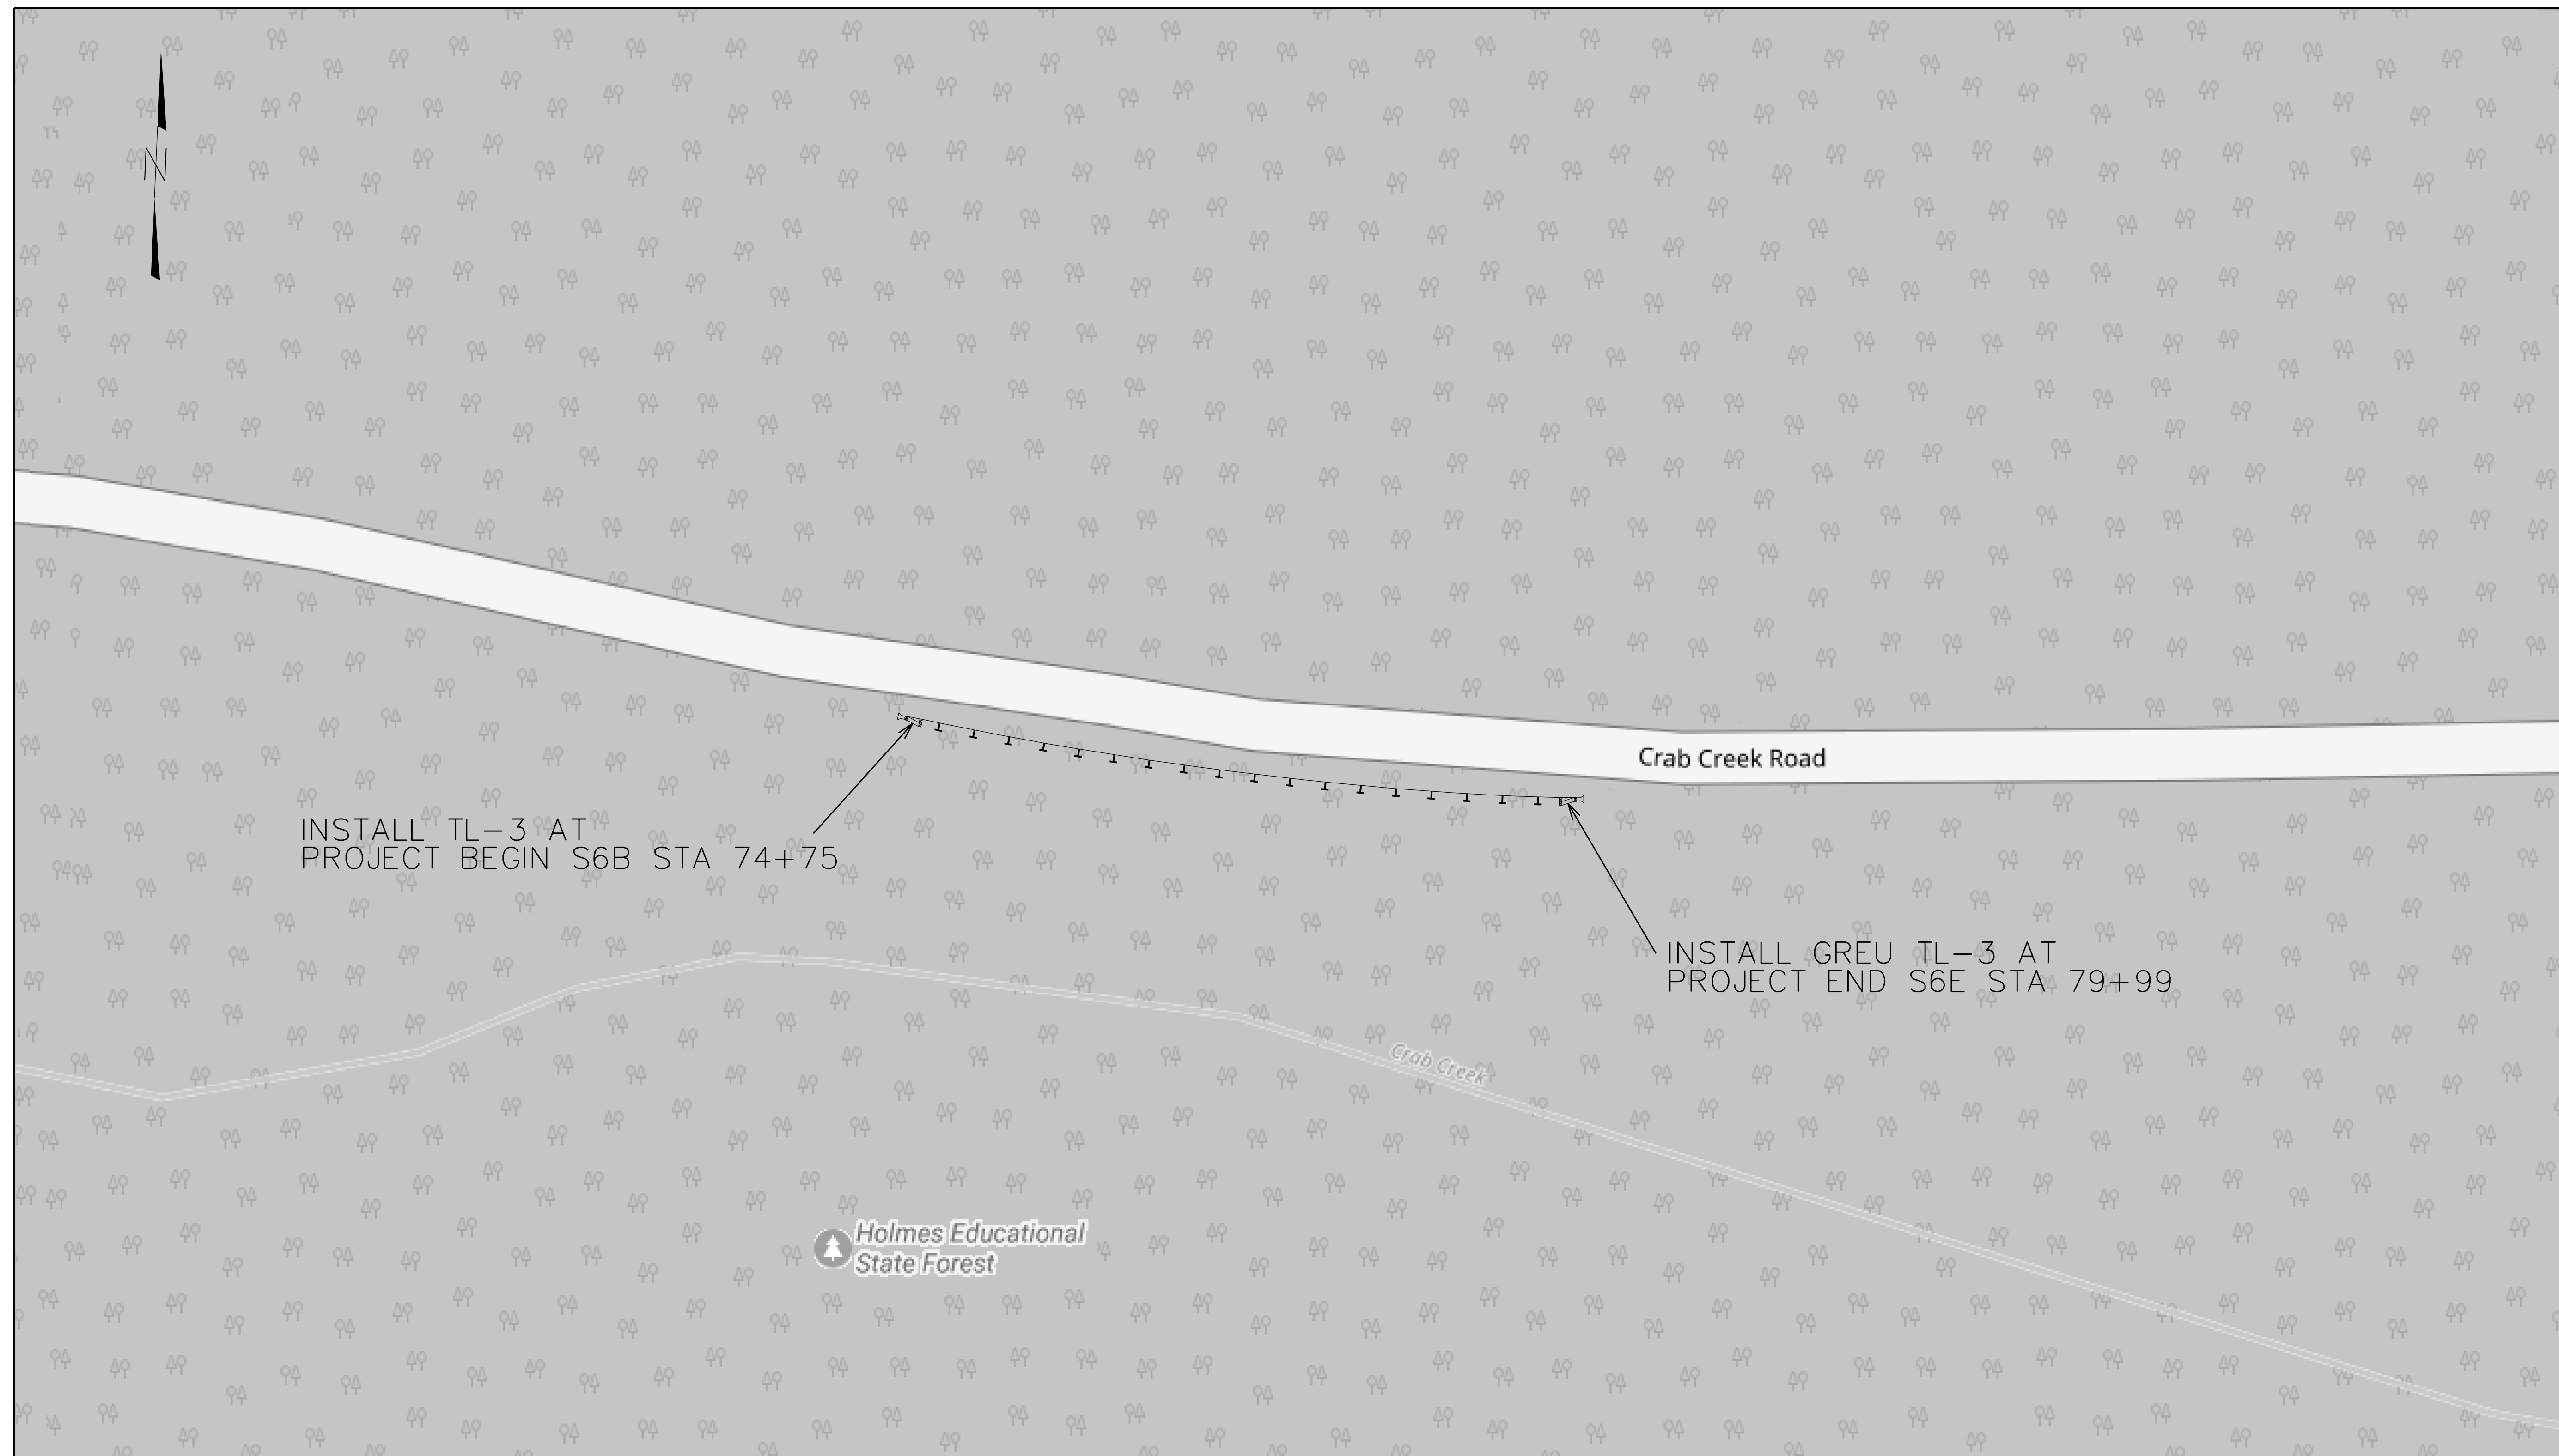 N
Crab Creek Road
INSTALL TL-3 AT
PROJECT BEGIN S6B STA 74+75
INSTALL GREU TL-3 AT
PROJECT END S6E STA 79+99
Crab Creek
Holmes Educational
State Forest